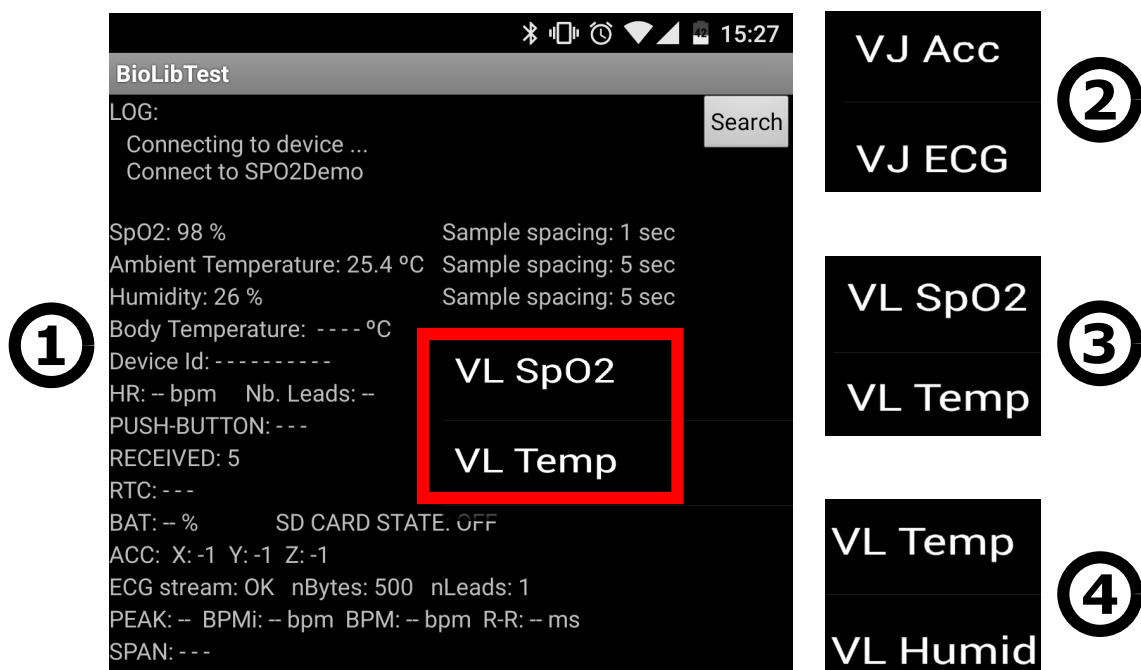 42 15:27
BioLibTest
LOG:
Search
Connecting to device ...
Connect to SPO2Demo
SpO2: 98 % Sample spacing: 1 sec
Ambient Temperature: 25.4 ºC Sample spacing: 5 sec
Humidity: 26 % Sample spacing: 5 sec
Body Temperature: - - - - ºC
Device Id: - - - - - - - - - -
HR: -- bpm Nb. Leads: --
PUSH-BUTTON: - - -
RECEIVED: 5
RTC: - - -
BAT: -- % SD CARD STATE. OFF
ACC: X: -1 Y: -1 Z: -1
ECG stream: OK nBytes: 500 nLeads: 1
PEAK: -- BPMi: -- bpm BPM: -- bpm R-R: -- ms
SPAN: - - -
VL SpO2
VL Temp
1
VJ Acc
VJ ECG
2
VL SpO2
VL Temp
3
VL Temp
VL Humid
4